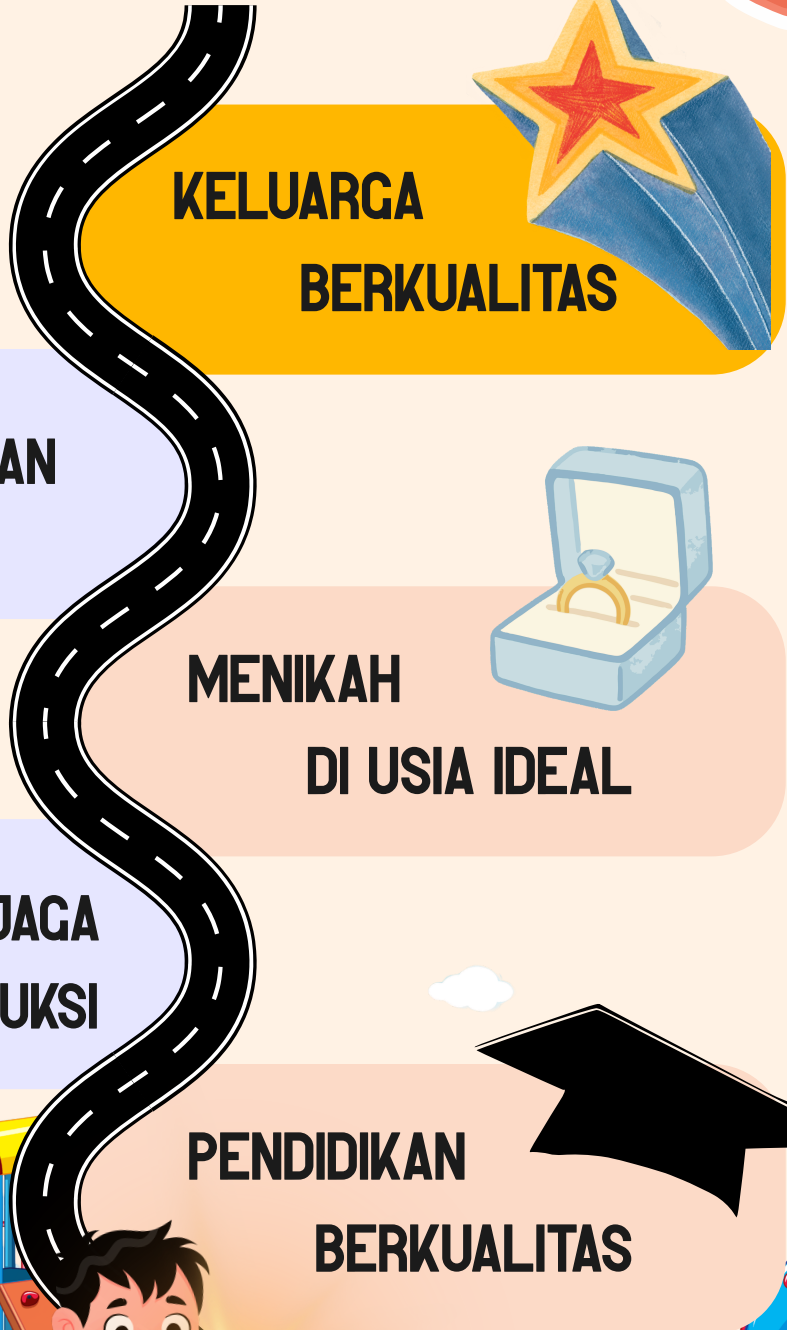 KELUARGA
BERKUALITAS
AN
MENIKAH
DI USIA IDEAL
JAGA
UKSI
PENDIDIKAN
BERKUALITAS